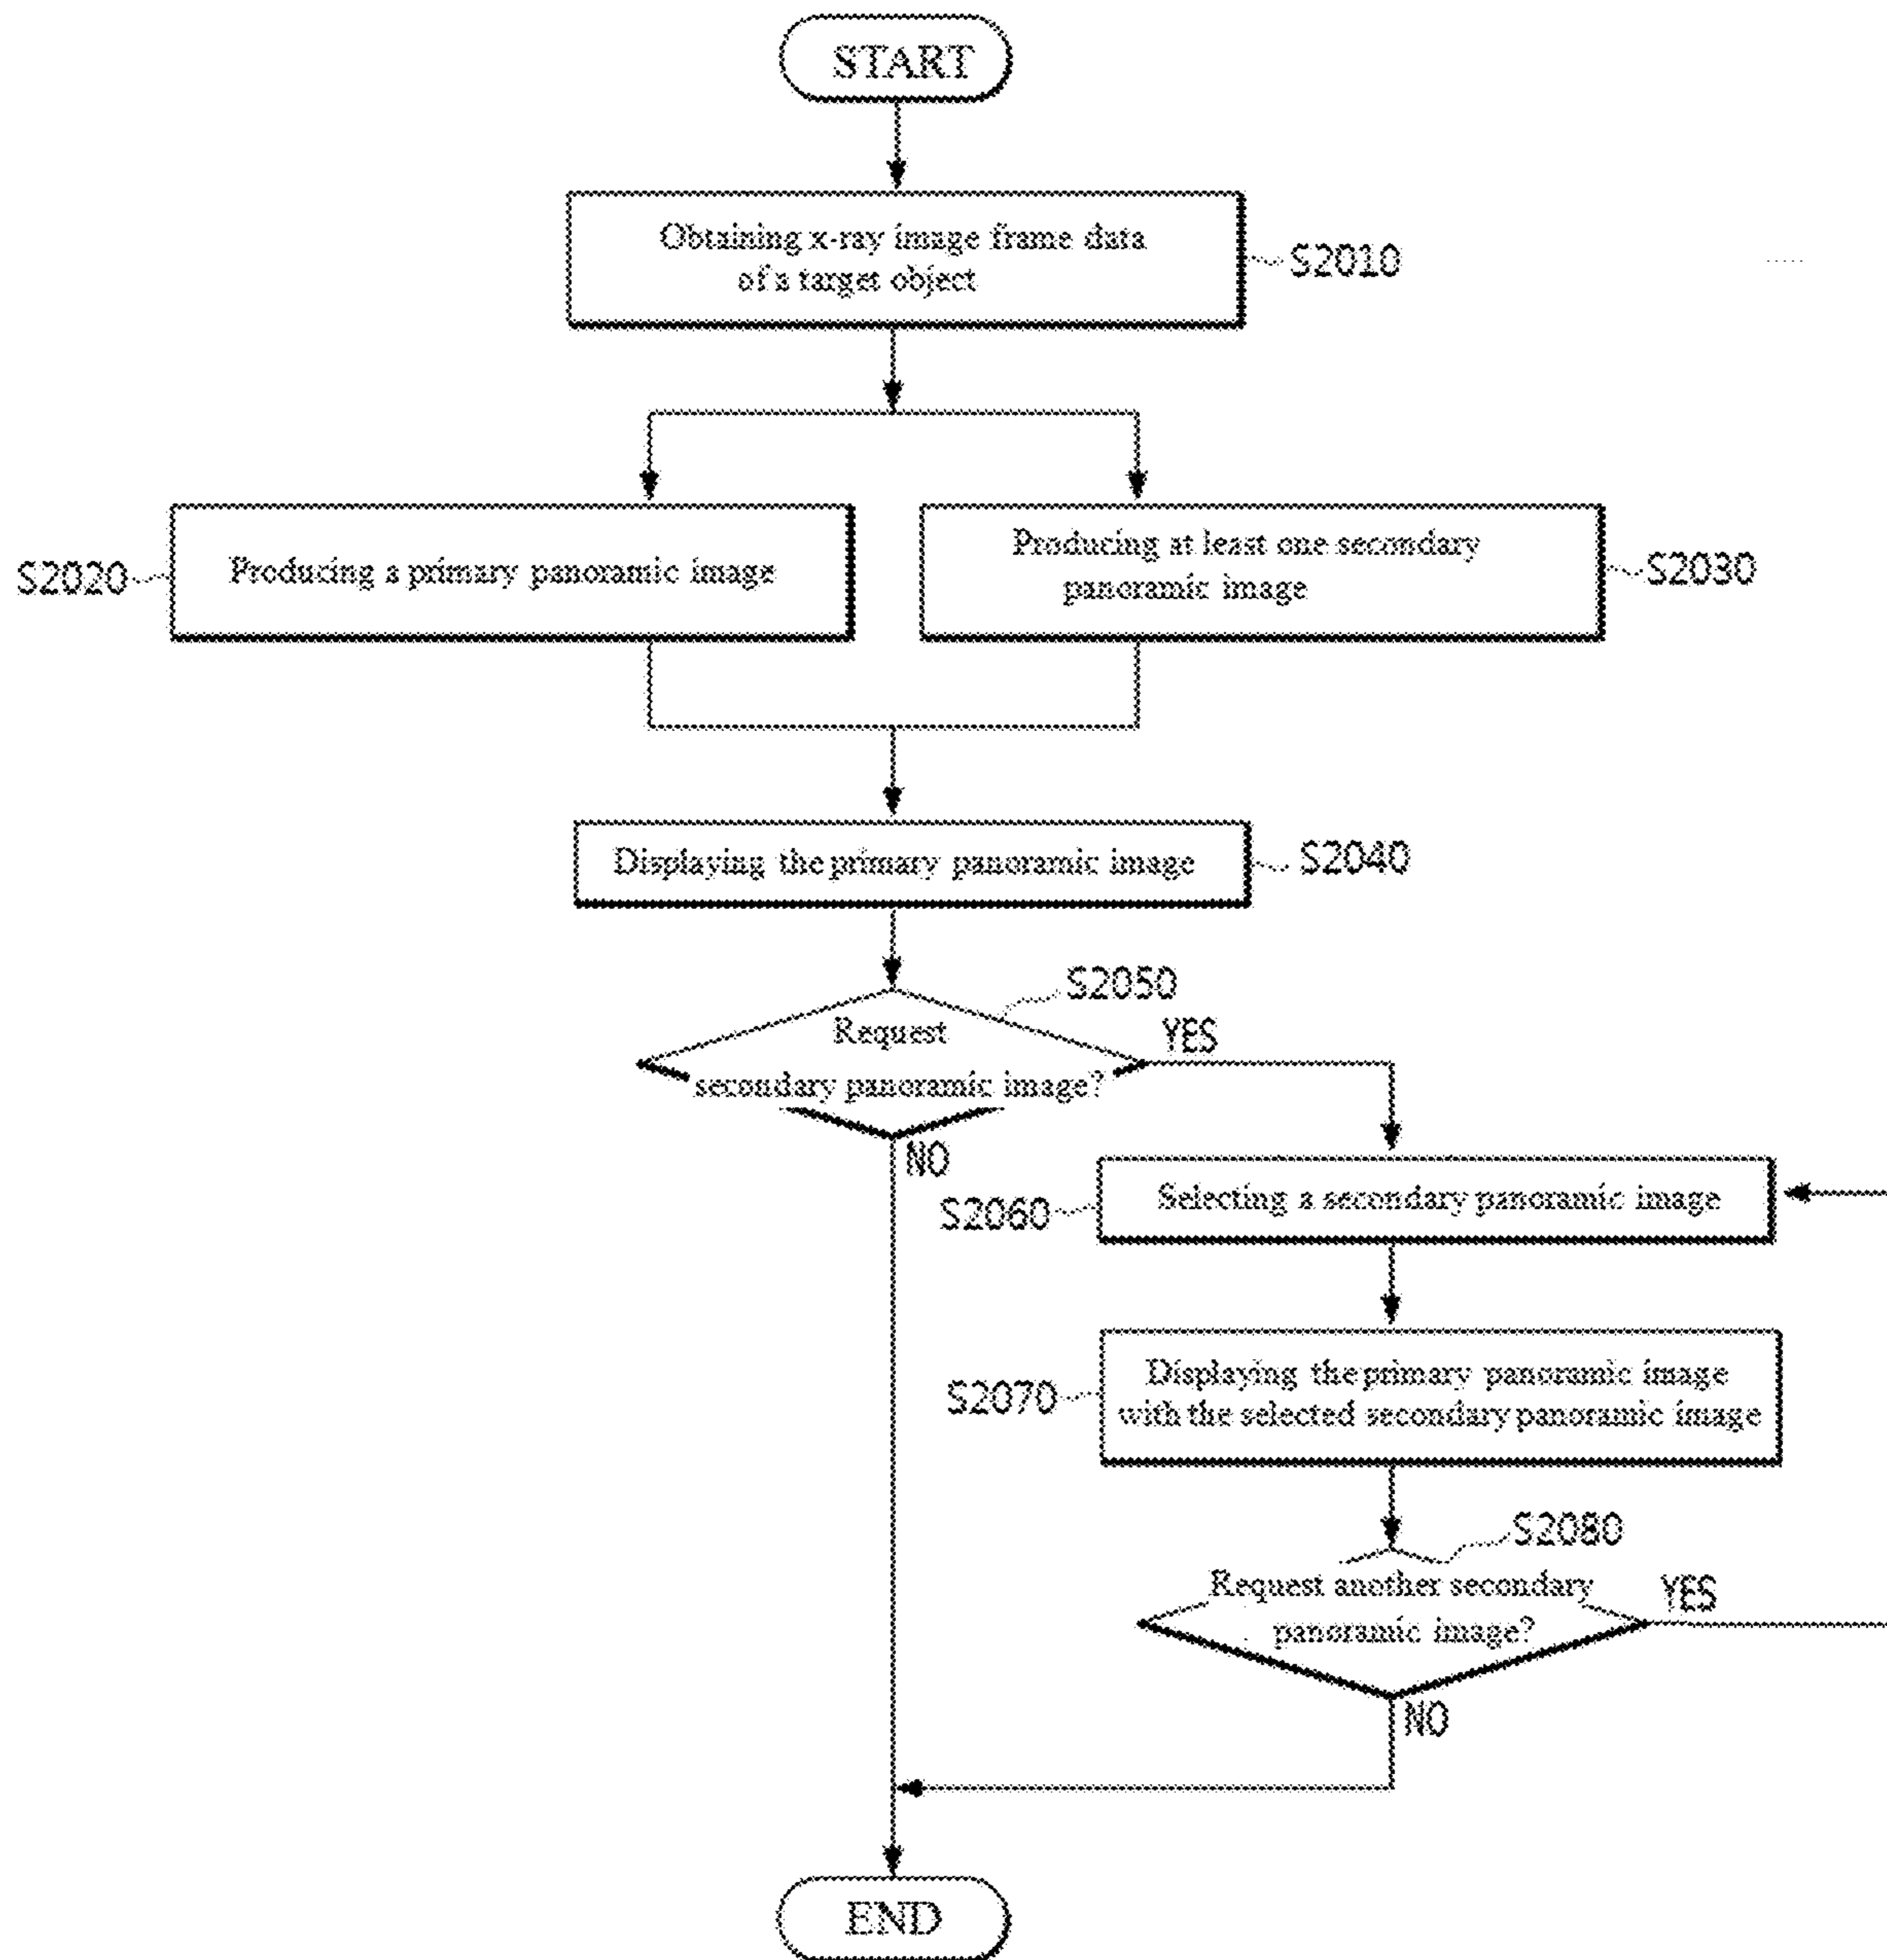 START
Obtaining x-ray image frame data
of a target object
S2010
S2020
Producing a primary panoramic image
Producing at least one secondary
panoramic image
S2030
Displaying the primary panoramic image
S2040
S2050
Request
secondary panoramic image?
YES
NO
S2060
Selecting a secondary panoramic image
S2070
Displaying the primary panoramic image
with the selected secondary panoramic image
S2080
Request another secondary
panoramic image?
YES
NO
END